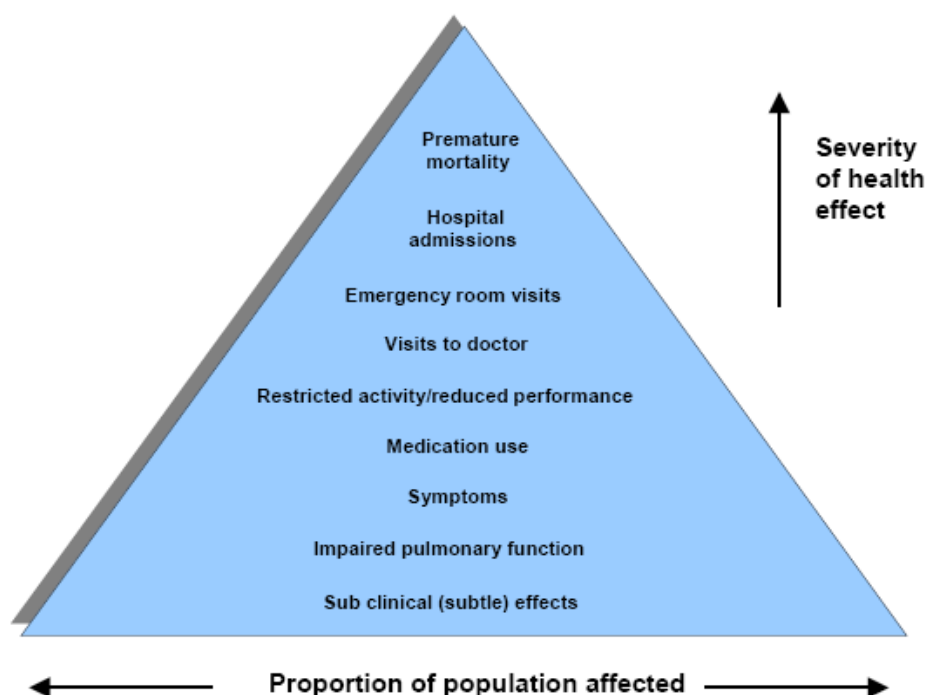 Premature
mortality
Hospital
admissions
Emergency room visits
Visits to doctor
Restricted activity/reduced performance
Medication use
Symptoms
Impaired pulmonary function
Sub clinical (subtle) effects
Severity
of health
effect
Proportion of population affected